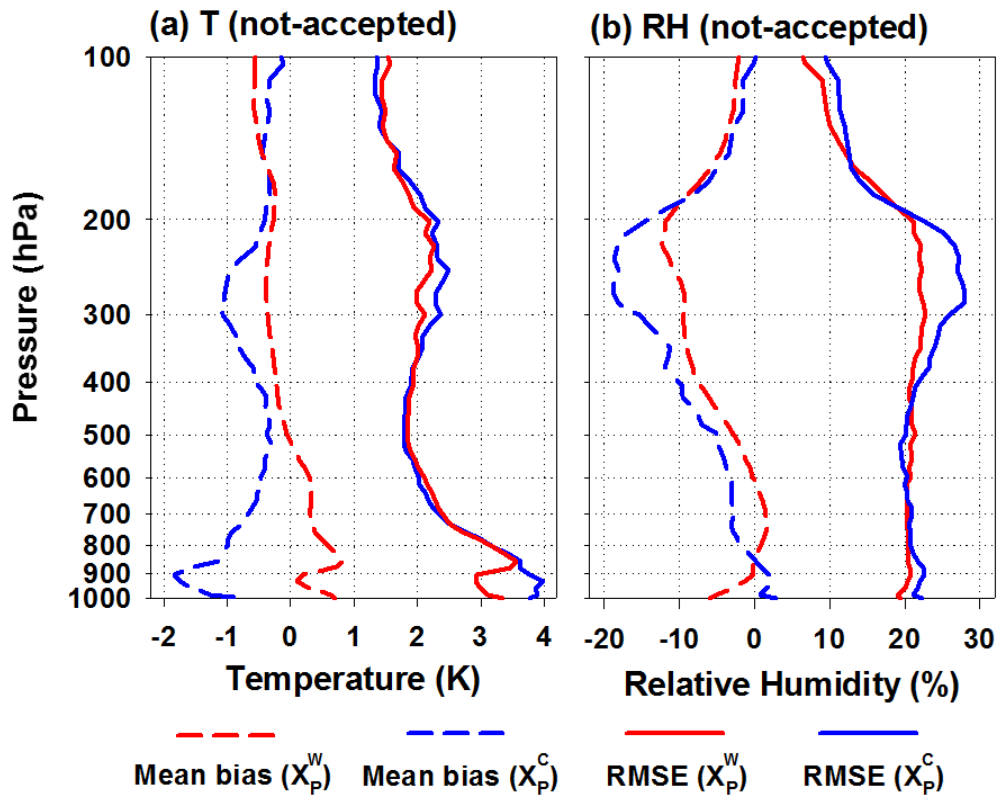 (a) T (not-accepted)
(b) RH (not-accepted)
Pressure (hPa)
100
200
300
400
500
600
700
800
900
1000
-2 -1 0 1 2 3 4
-20 -10 0 10 20 30
Temperature (K)
Relative Humidity (%)
Mean bias (X_P^W)
Mean bias (X_P^C)
RMSE (X_P^W)
RMSE (X_P^C)